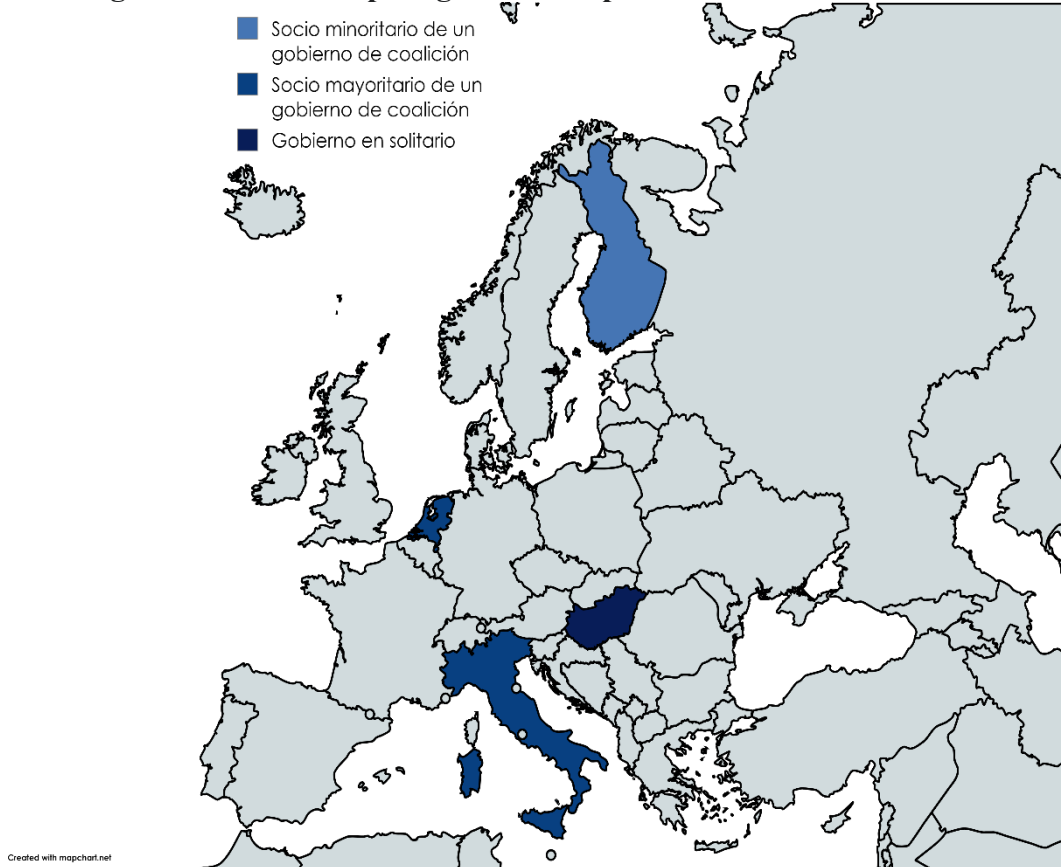 Socio minoritario de un
gobierno de coalición
Socio mayoritario de un
gobierno de coalición
Gobierno en solitario
Created with mapchart.net